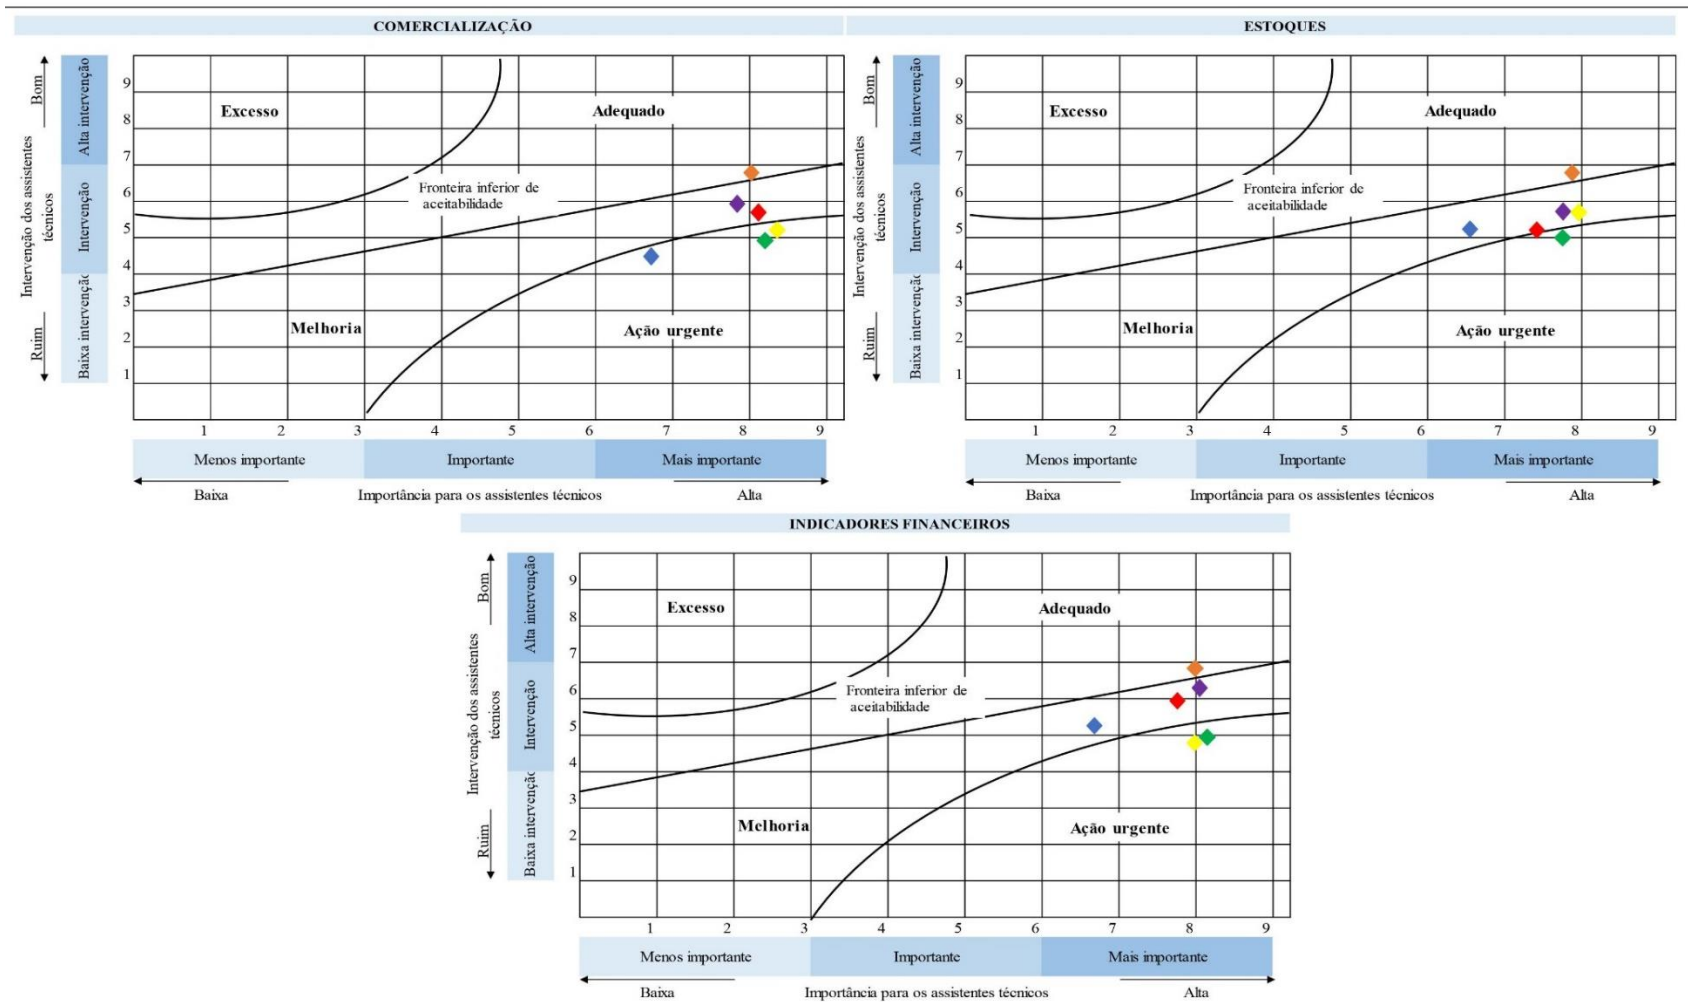 COMERCIALIZAÇÃO
Bom
Ruim
Intervenção dos assistentes
técnicos
Alta intervenção
Intervenção
Baixa intervenção
9
8
7
6
5
4
3
2
1
Excesso
Adequado
Fronteira inferior de
aceitabilidade
Melhoria
Ação urgente
1 2 3 4 5 6 7 8 9
Menos importante Importante Mais importante
Baixa Importância para os assistentes técnicos Alta
ESTOQUES
Bom
Ruim
Intervenção dos assistentes
técnicos
Alta intervenção
Intervenção
Baixa intervenção
9
8
7
6
5
4
3
2
1
Excesso
Adequado
Fronteira inferior de
aceitabilidade
Melhoria
Ação urgente
1 2 3 4 5 6 7 8 9
Menos importante Importante Mais importante
Baixa Importância para os assistentes técnicos Alta
INDICADORES FINANCEIROS
Bom
Ruim
Intervenção dos assistentes
técnicos
Alta intervenção
Intervenção
Baixa intervenção
9
8
7
6
5
4
3
2
1
Excesso
Adequado
Fronteira inferior de
aceitabilidade
Melhoria
Ação urgente
1 2 3 4 5 6 7 8 9
Menos importante Importante Mais importante
Baixa Importância para os assistentes técnicos Alta